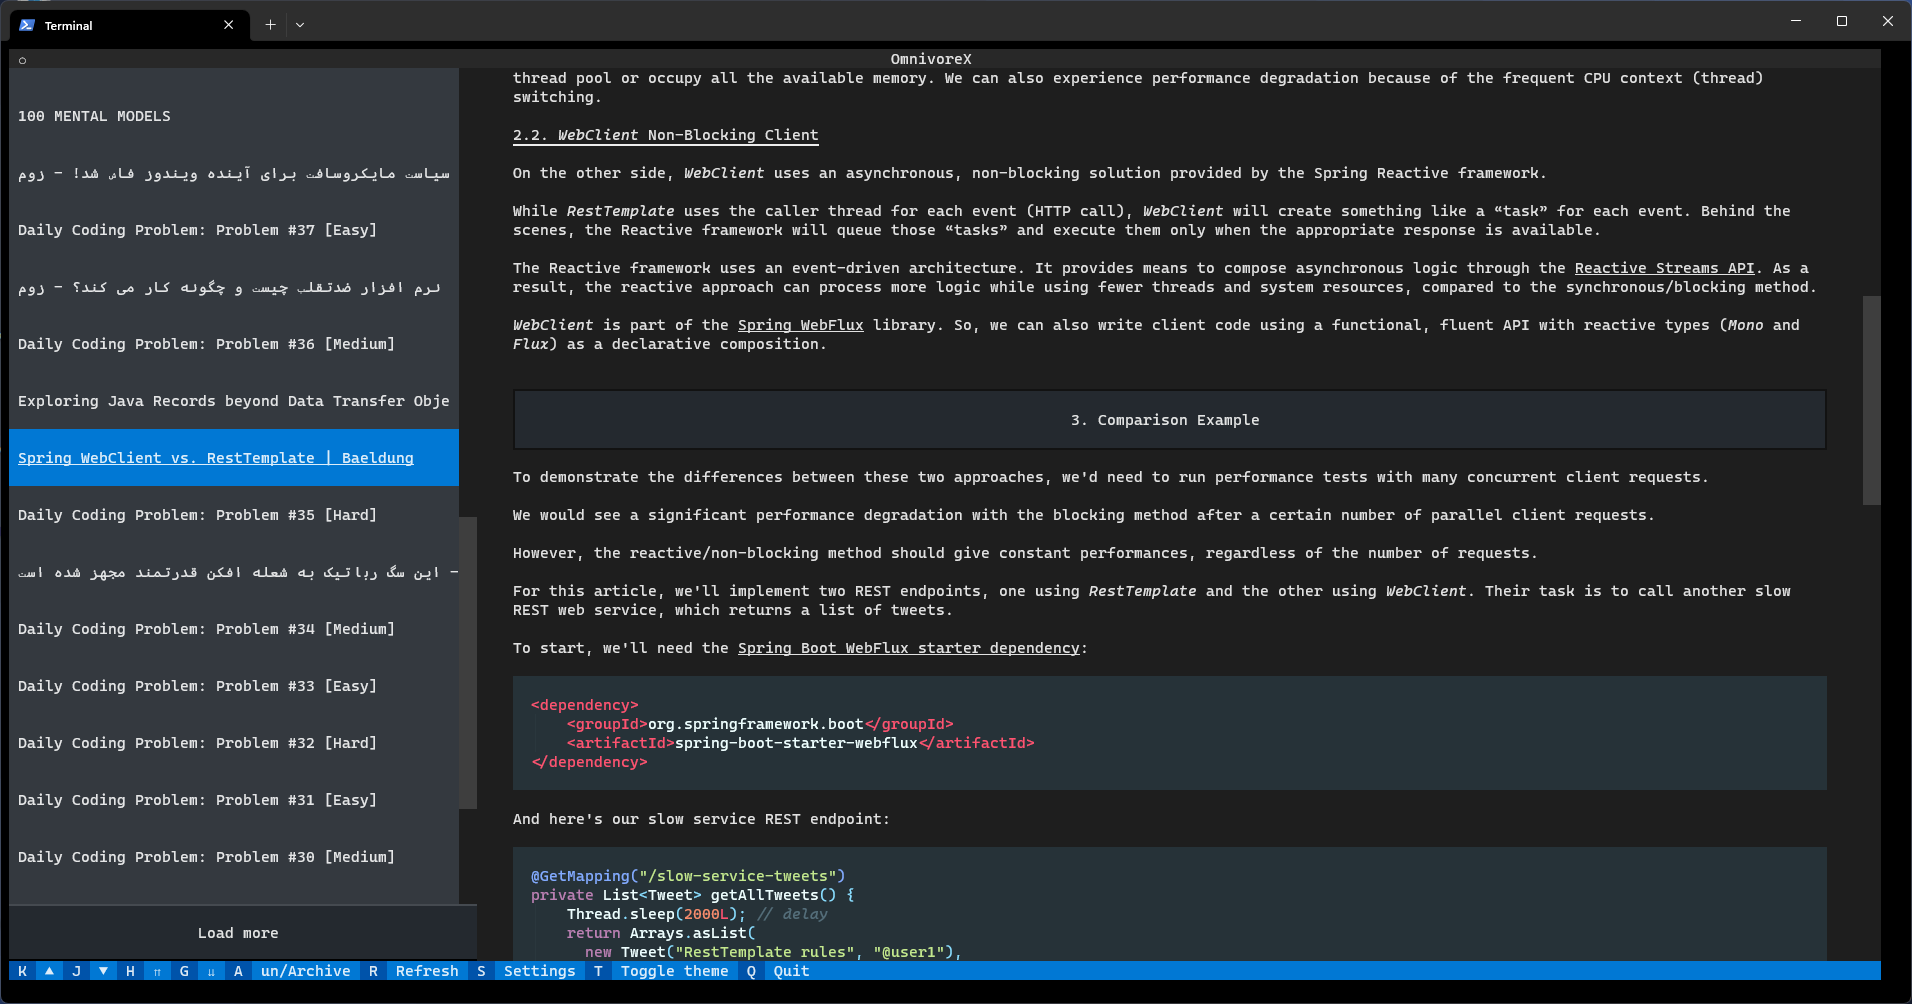 Terminal
OmnivoreX
100 MENTAL MODELS
سیاست مایکروسافت برای آینده ویندوز فاش شد! - زوم
Daily Coding Problem: Problem #37 [Easy]
نرم افزار ضدتقلب چیست و چگونه کار می کند؟ - زوم
Daily Coding Problem: Problem #36 [Medium]
Exploring Java Records beyond Data Transfer Obje
Spring WebClient vs. RestTemplate | Baeldung
Daily Coding Problem: Problem #35 [Hard]
این سگ رباتیک به شعله افکن قدرتمند مجهز شده است -
Daily Coding Problem: Problem #34 [Medium]
Daily Coding Problem: Problem #33 [Easy]
Daily Coding Problem: Problem #32 [Hard]
Daily Coding Problem: Problem #31 [Easy]
Daily Coding Problem: Problem #30 [Medium]
Load more
thread pool or occupy all the available memory. We can also experience performance degradation because of the frequent CPU context (thread)
switching.
2.2. WebClient Non-Blocking Client
On the other side, WebClient uses an asynchronous, non-blocking solution provided by the Spring Reactive framework.
While RestTemplate uses the caller thread for each event (HTTP call), WebClient will create something like a “task” for each event. Behind the
scenes, the Reactive framework will queue those “tasks” and execute them only when the appropriate response is available.
The Reactive framework uses an event-driven architecture. It provides means to compose asynchronous logic through the Reactive Streams API. As a
result, the reactive approach can process more logic while using fewer threads and system resources, compared to the synchronous/blocking method.
WebClient is part of the Spring WebFlux library. So, we can also write client code using a functional, fluent API with reactive types (Mono and
Flux) as a declarative composition.
3. Comparison Example
To demonstrate the differences between these two approaches, we'd need to run performance tests with many concurrent client requests.
We would see a significant performance degradation with the blocking method after a certain number of parallel client requests.
However, the reactive/non-blocking method should give constant performances, regardless of the number of requests.
For this article, we'll implement two REST endpoints, one using RestTemplate and the other using WebClient. Their task is to call another slow
REST web service, which returns a list of tweets.
To start, we'll need the Spring Boot WebFlux starter dependency:
<dependency>
<groupId>org.springframework.boot</groupId>
<artifactId>spring-boot-starter-webflux</artifactId>
</dependency>
And here's our slow service REST endpoint:
@GetMapping("/slow-service-tweets")
private List<Tweet> getAllTweets() {
Thread.sleep(2000L); // delay
return Arrays.asList(
new Tweet("RestTemplate rules", "@user1"),
K ▲ J ▼ H ⇈ G ⇊ A un/Archive R Refresh S Settings T Toggle theme Q Quit